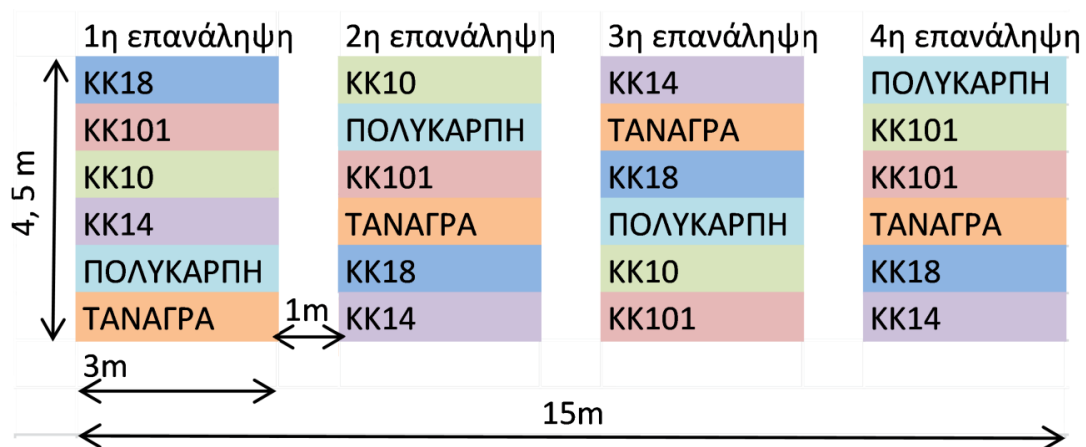 1η επανάληψη 2η επανάληψη 3η επανάληψη 4η επανάληψη
ΚΚ18 ΚΚ10 ΚΚ14 ΠΟΛΥΚΑΡΠΗ
ΚΚ101 ΠΟΛΥΚΑΡΠΗ ΤΑΝΑΓΡΑ ΚΚ101
ΚΚ10 ΚΚ101 ΚΚ18 ΚΚ101
ΚΚ14 ΤΑΝΑΓΡΑ ΠΟΛΥΚΑΡΠΗ ΤΑΝΑΓΡΑ
ΠΟΛΥΚΑΡΠΗ ΚΚ18 ΚΚ10 ΚΚ18
ΤΑΝΑΓΡΑ ΚΚ14 ΚΚ101 ΚΚ14
4, 5 m
1m
3m
15m